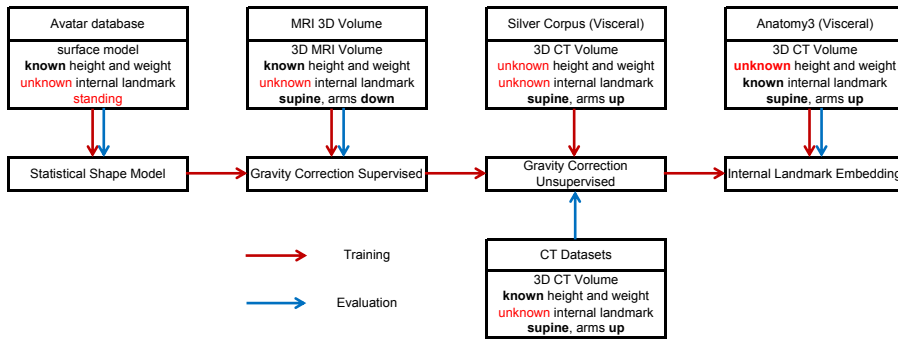 Avatar database
surface model
known height and weight
unknown internal landmark
standing
MRI 3D Volume
3D MRI Volume
known height and weight
unknown internal landmark
supine, arms down
Silver Corpus (Visceral)
3D CT Volume
unknown height and weight
unknown internal landmark
supine, arms up
Anatomy3 (Visceral)
3D CT Volume
unknown height and weight
known internal landmark
supine, arms up
Statistical Shape Model
Gravity Correction Supervised
Gravity Correction
Unsupervised
Internal Landmark Embedding
Training
Evaluation
CT Datasets
3D CT Volume
known height and weight
unknown internal landmark
supine, arms up